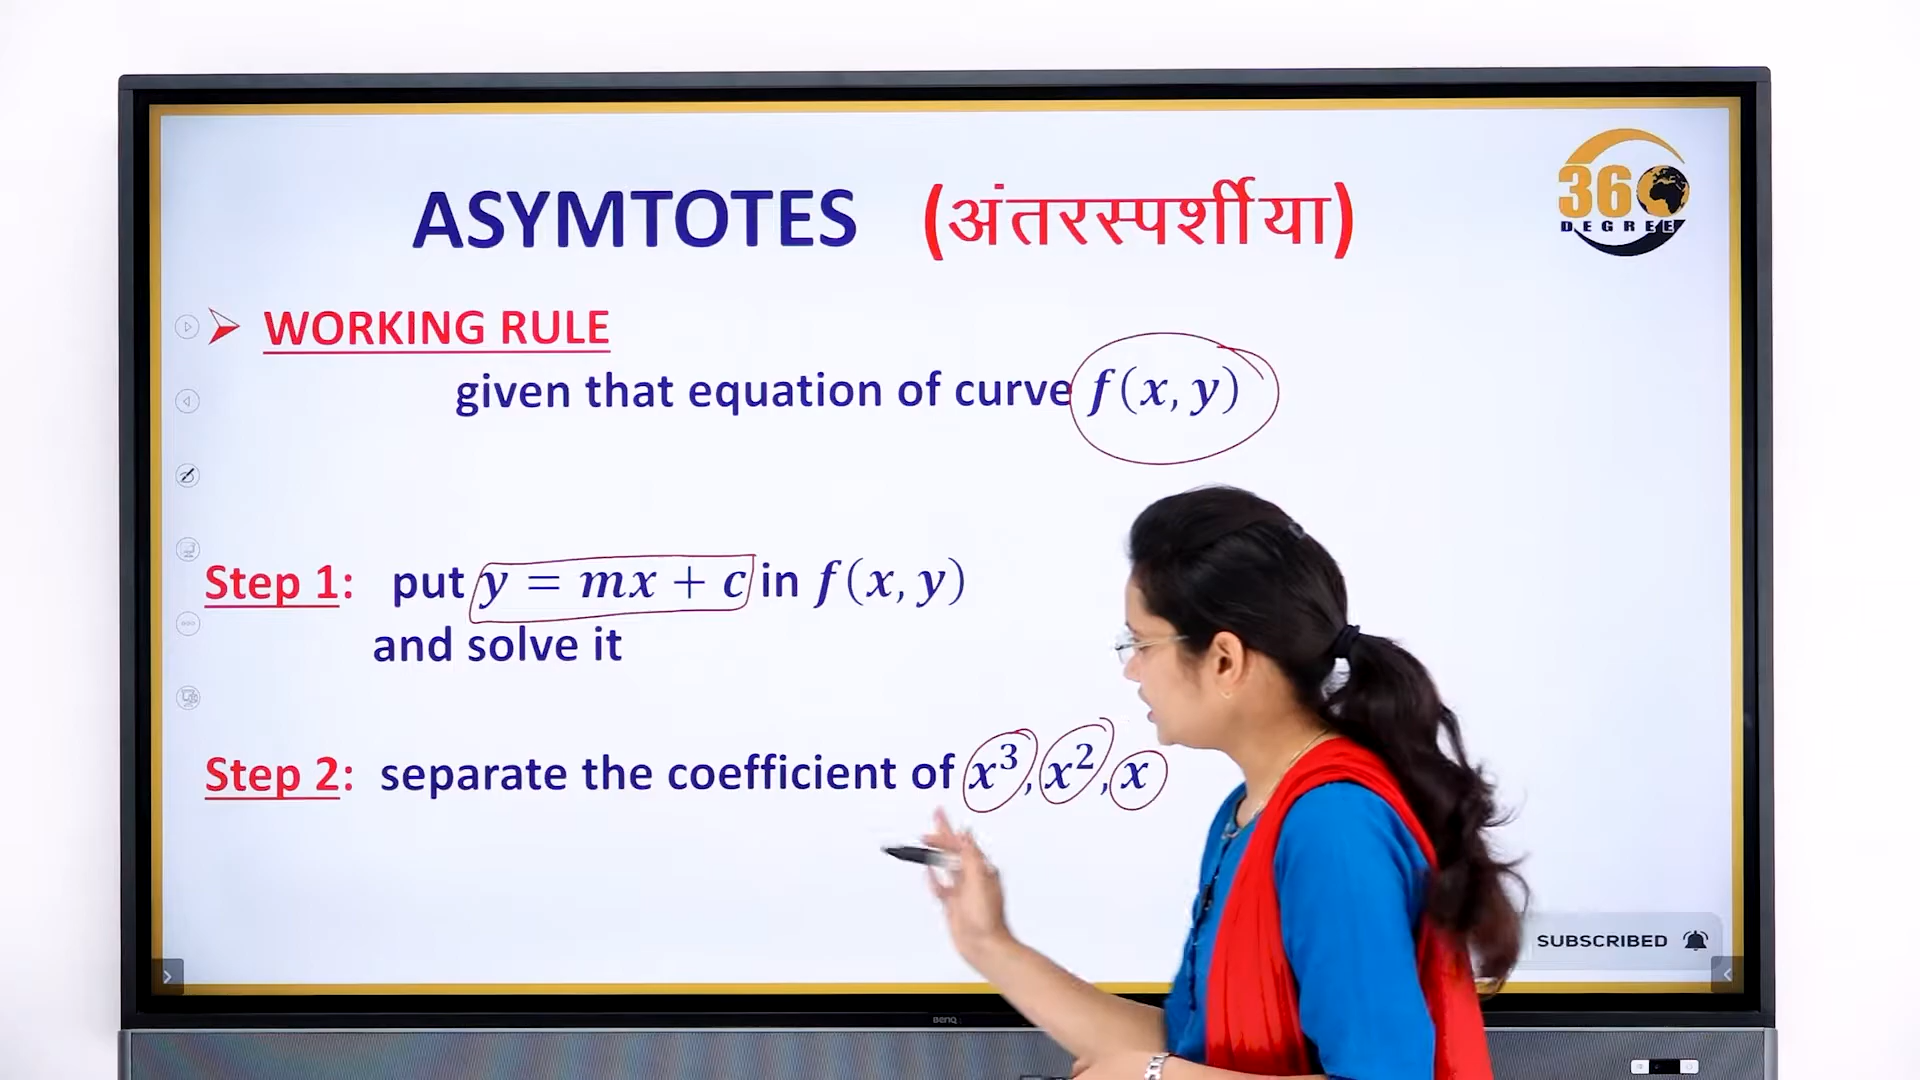 ASYMTOTES (अंतरस्पर्शीीया)
360
DEGREE
WORKING RULE
given that equation of curve f(x, y)
Step 1: put y = mx + c in f(x, y)
and solve it
Step 2: separate the coefficient of x³, x², x
SUBSCRIBED
BenQ